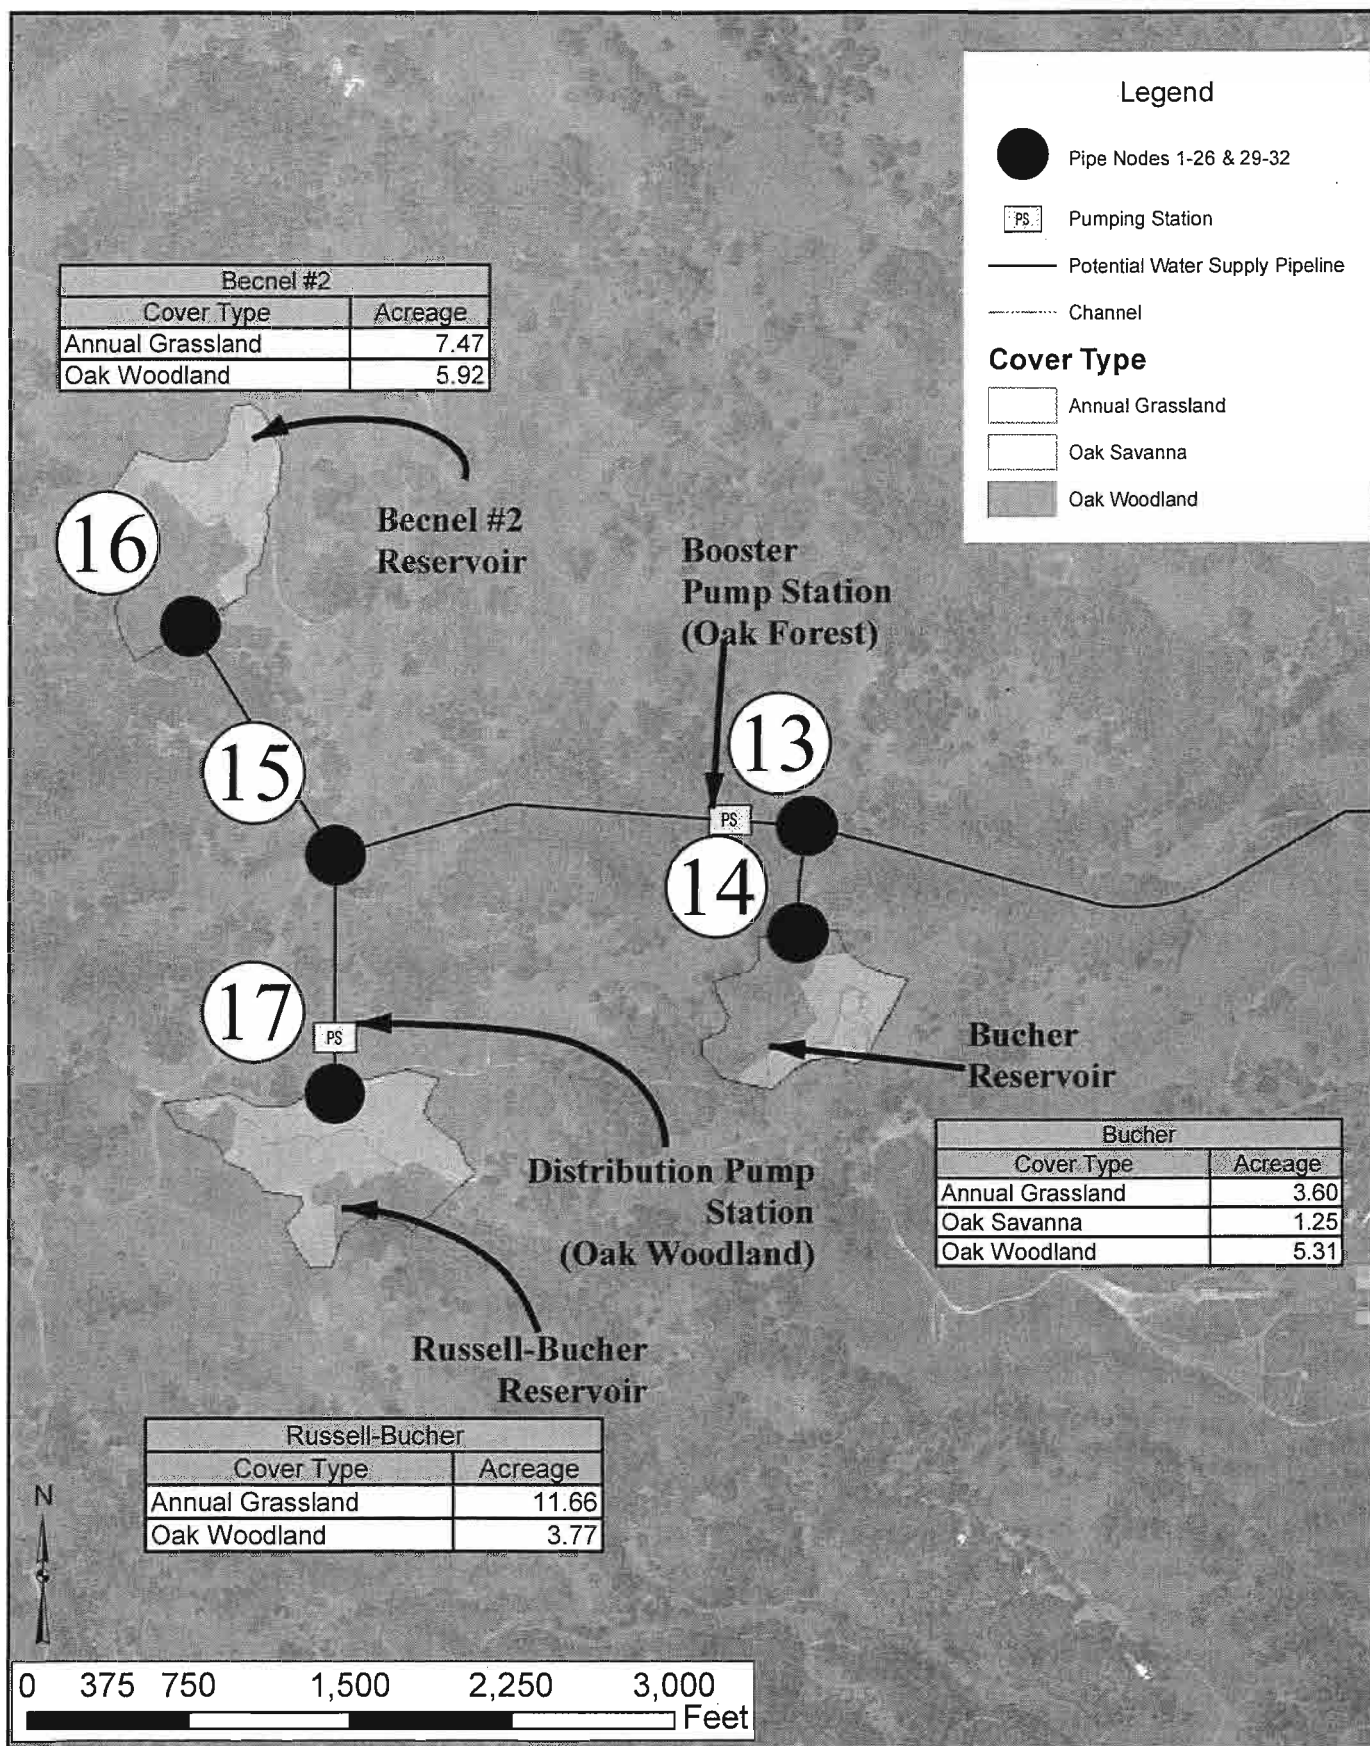 Legend
Pipe Nodes 1-26 & 29-32
PS
Pumping Station
Potential Water Supply Pipeline
Channel
Cover Type
Annual Grassland
Oak Savanna
Oak Woodland
Becnel #2
Cover Type Acreage
Annual Grassland 7.47
Oak Woodland 5.92
16
Becnel #2
Reservoir
Booster
Pump Station
(Oak Forest)
15
13
PS
14
17
PS
Bucher
Reservoir
Bucher
Cover Type Acreage
Annual Grassland 3.60
Oak Savanna 1.25
Oak Woodland 5.31
Distribution Pump
Station
(Oak Woodland)
Russell-Bucher
Reservoir
Russell-Bucher
Cover Type Acreage
Annual Grassland 11.66
Oak Woodland 3.77
N
0 375 750 1,500 2,250 3,000
Feet